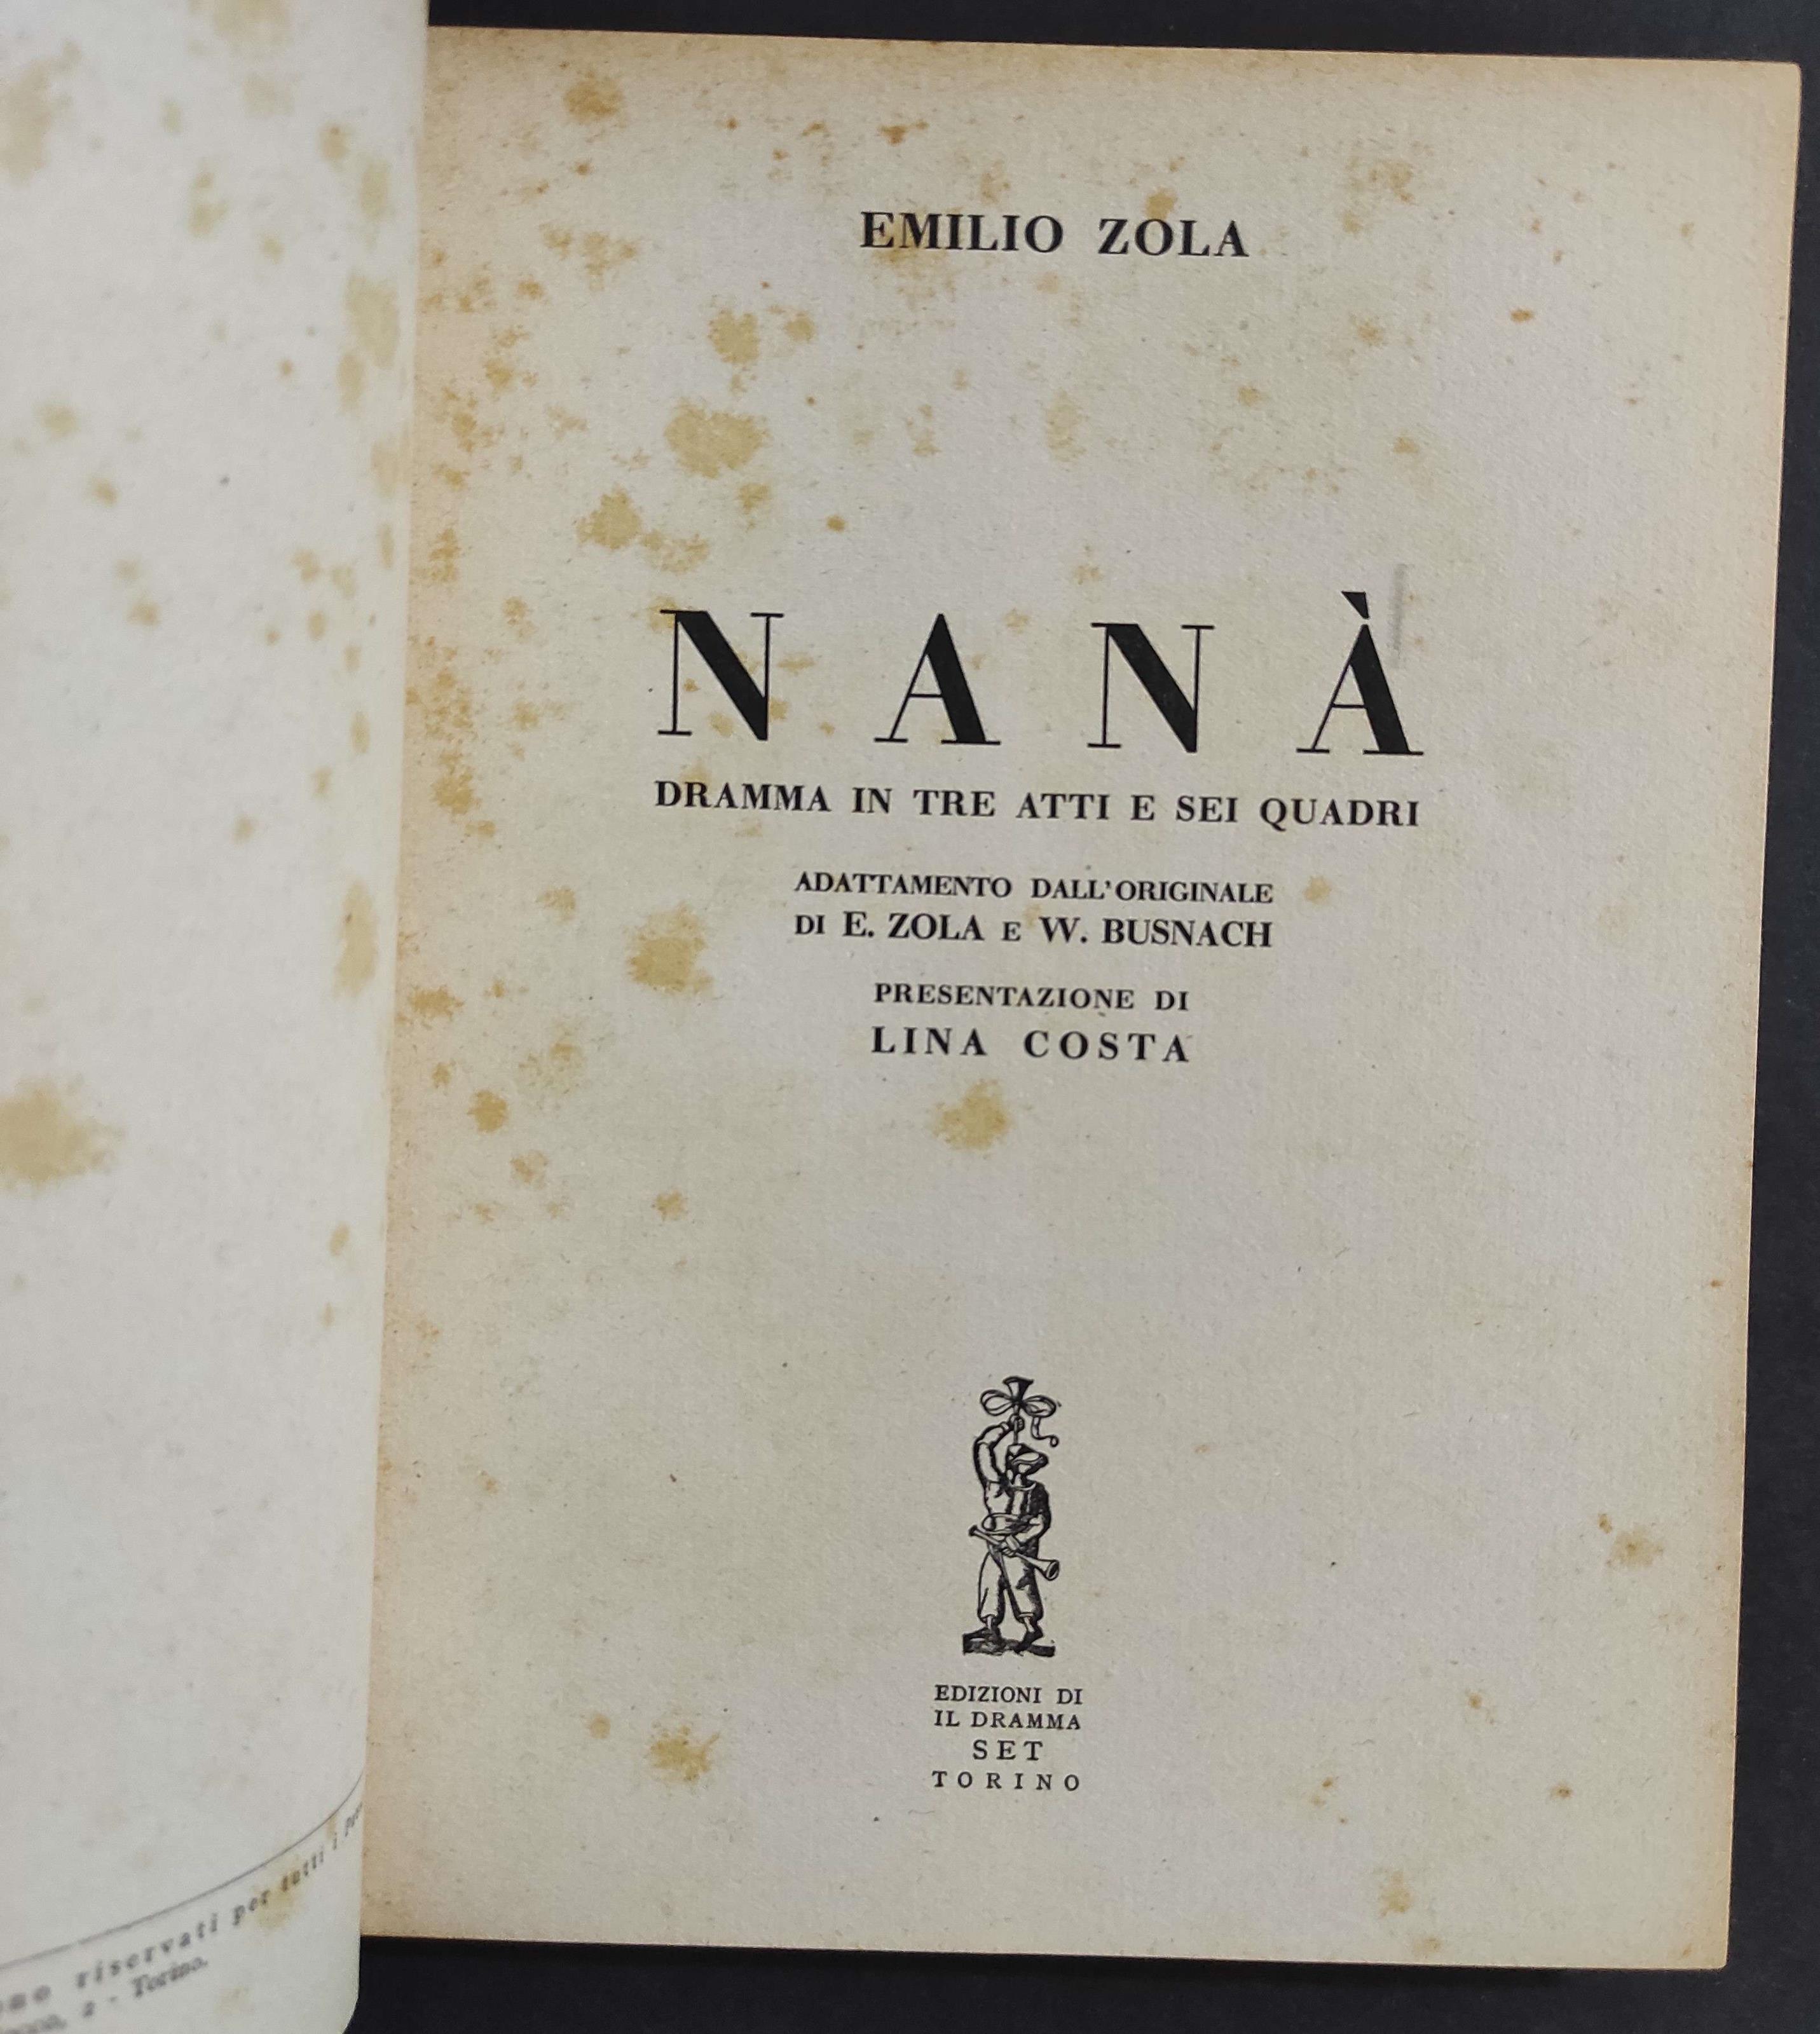 EMILIO ZOLA
NANÀ
DRAMMA IN TRE ATTI E SEI QUADRI
ADATTAMENTO DALL'ORIGINALE
DI E. ZOLA E W. BUSNACH
PRESENTAZIONE DI
LINA COSTA
EDIZIONI DI
IL DRAMMA
SET
TORINO
riservati per tutti i
2 - Torino.